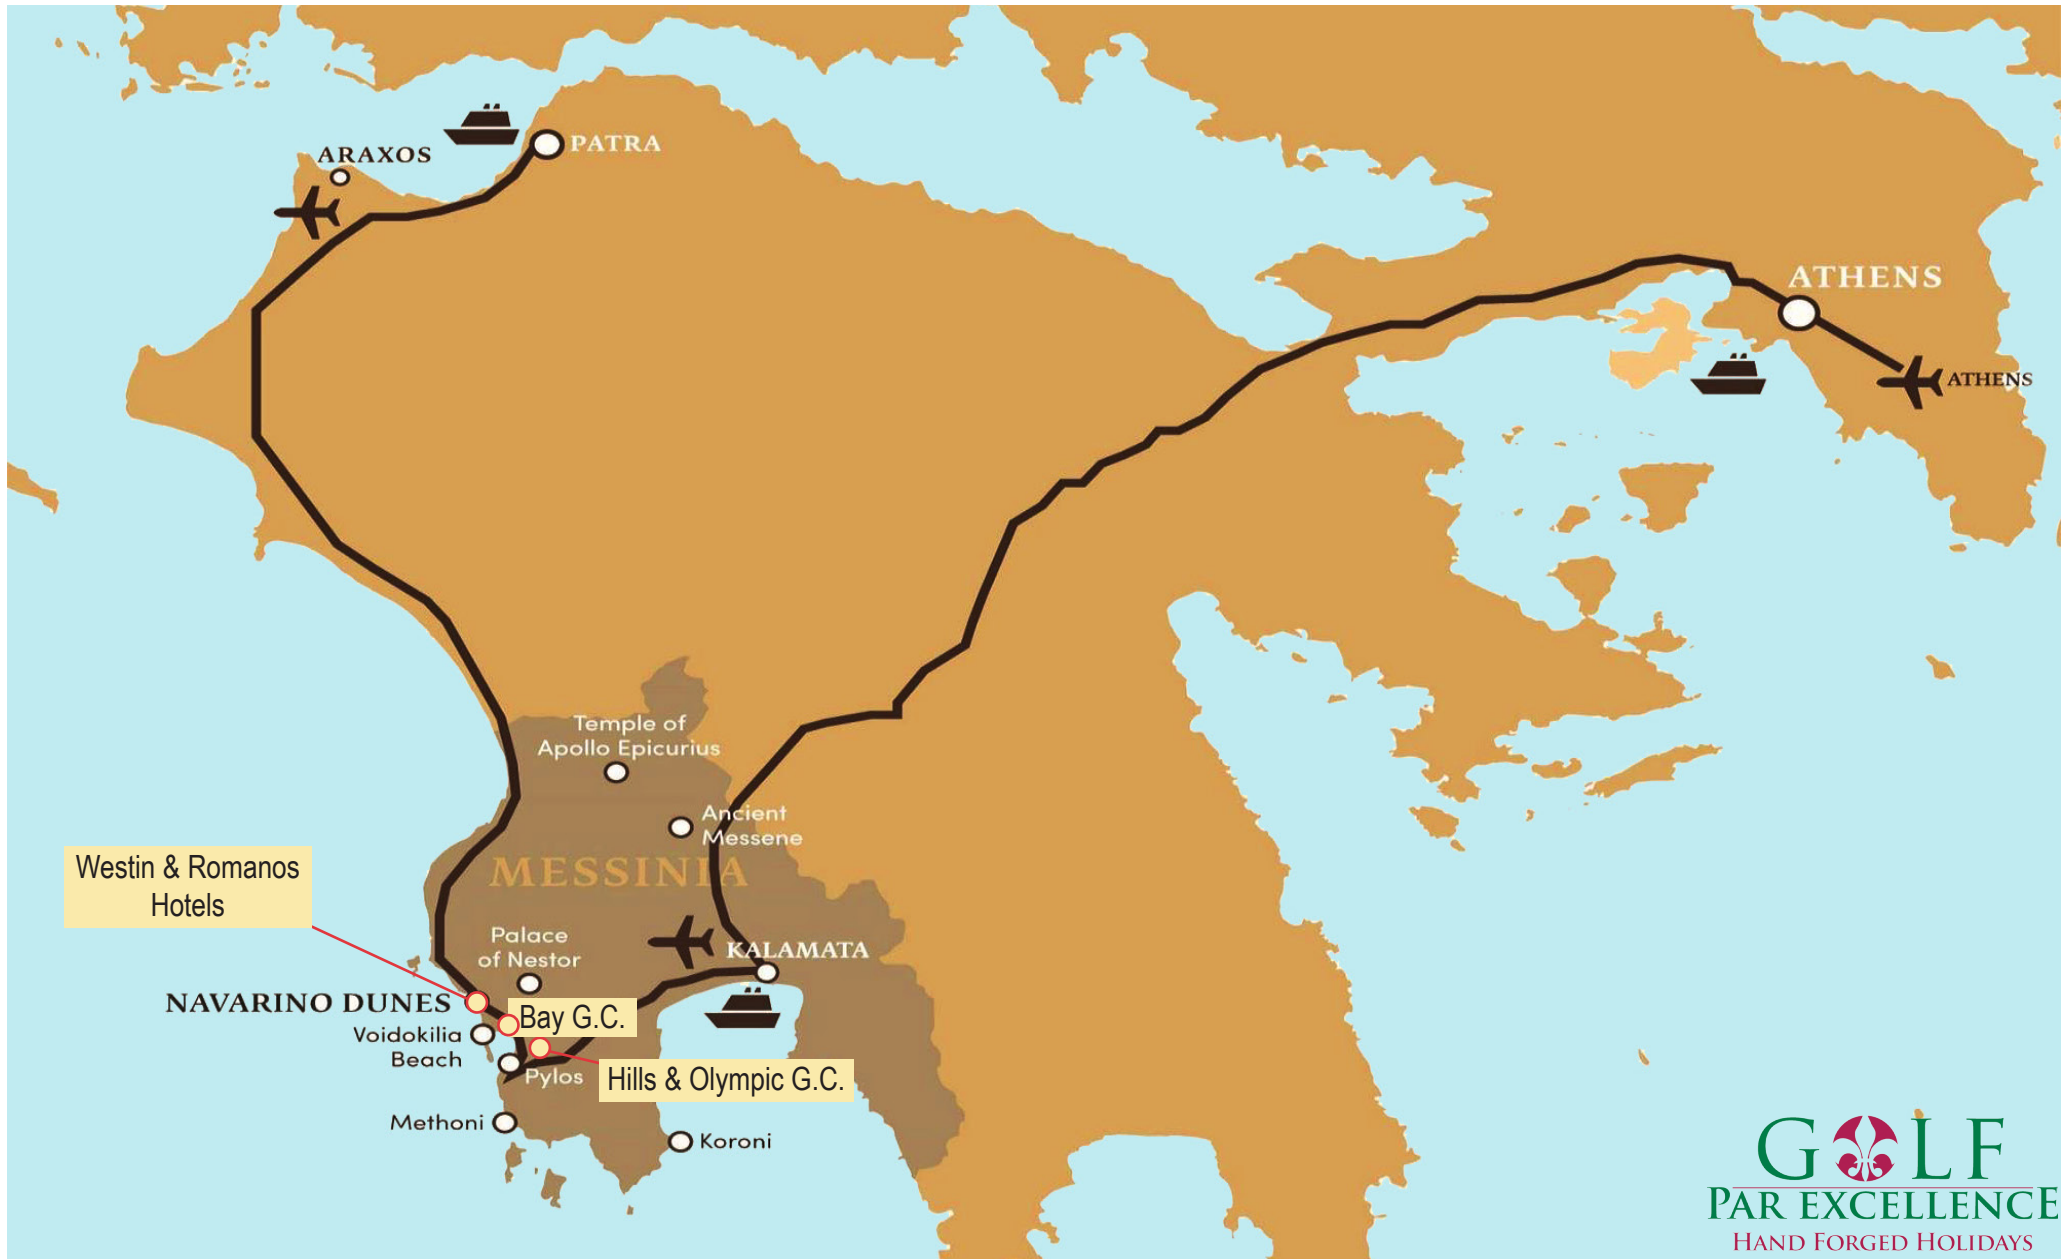 PATRA
ARAXOS
ATHENS
ATHENS
Temple of
Apollo Epicurius
Ancient
Messene
MESSINIA
Westin & Romanos
Hotels
Palace
of Nestor
KALAMATA
NAVARINO DUNES
Bay G.C.
Voidokilia
Beach
Pylos
Hills & Olympic G.C.
Methoni
Koroni
GOLF
PAR EXCELLENCE
HAND FORGED HOLIDAYS